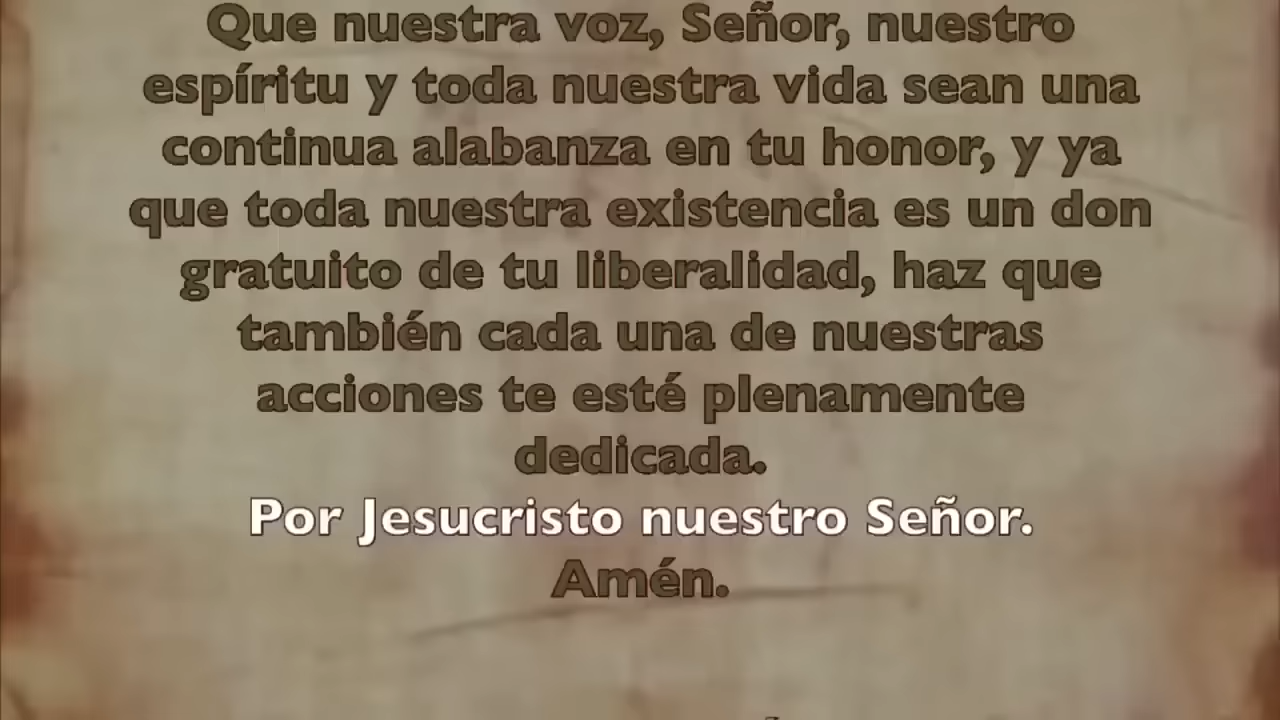 Que nuestra voz, Señor, nuestro
espíritu y toda nuestra vida sean una
continua alabanza en tu honor, y ya
que toda nuestra existencia es un don
gratuito de tu liberalidad, haz que
también cada una de nuestras
acciones te esté plenamente
dedicada.
Por Jesucristo nuestro Señor.
Amén.